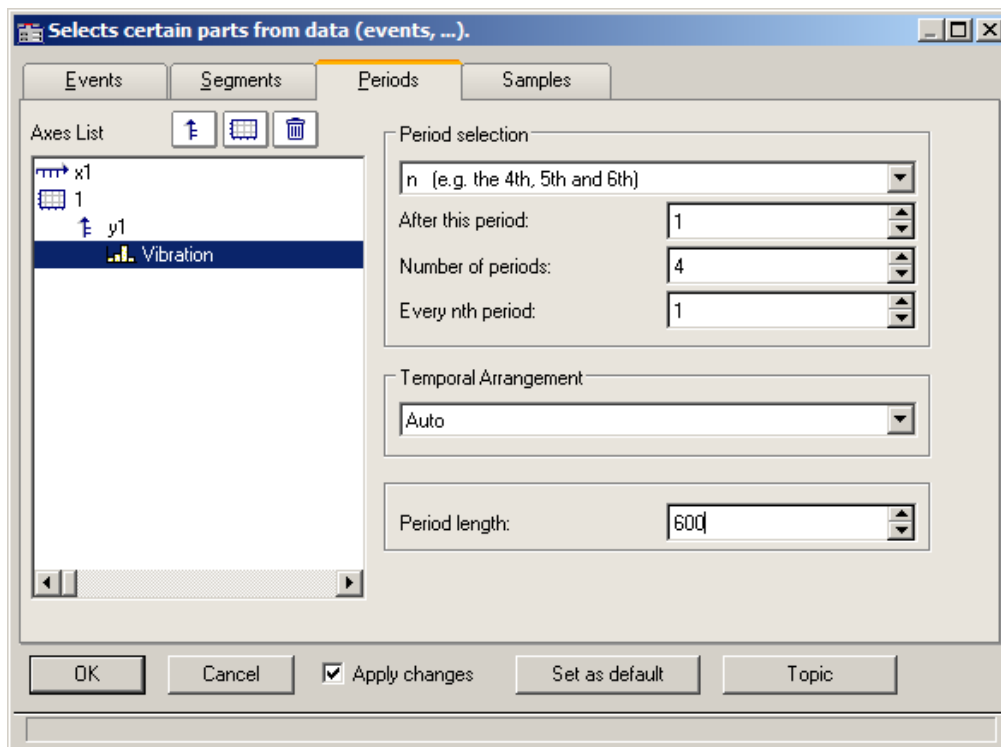 Selects certain parts from data (events, ...).
Events Segments Periods Samples
Axes List
x1
1
y1
Vibration
Period selection
n (e.g. the 4th, 5th and 6th)
After this period: 1
Number of periods: 4
Every nth period: 1
Temporal Arrangement
Auto
Period length: 600
OK Cancel Apply changes Set as default Topic